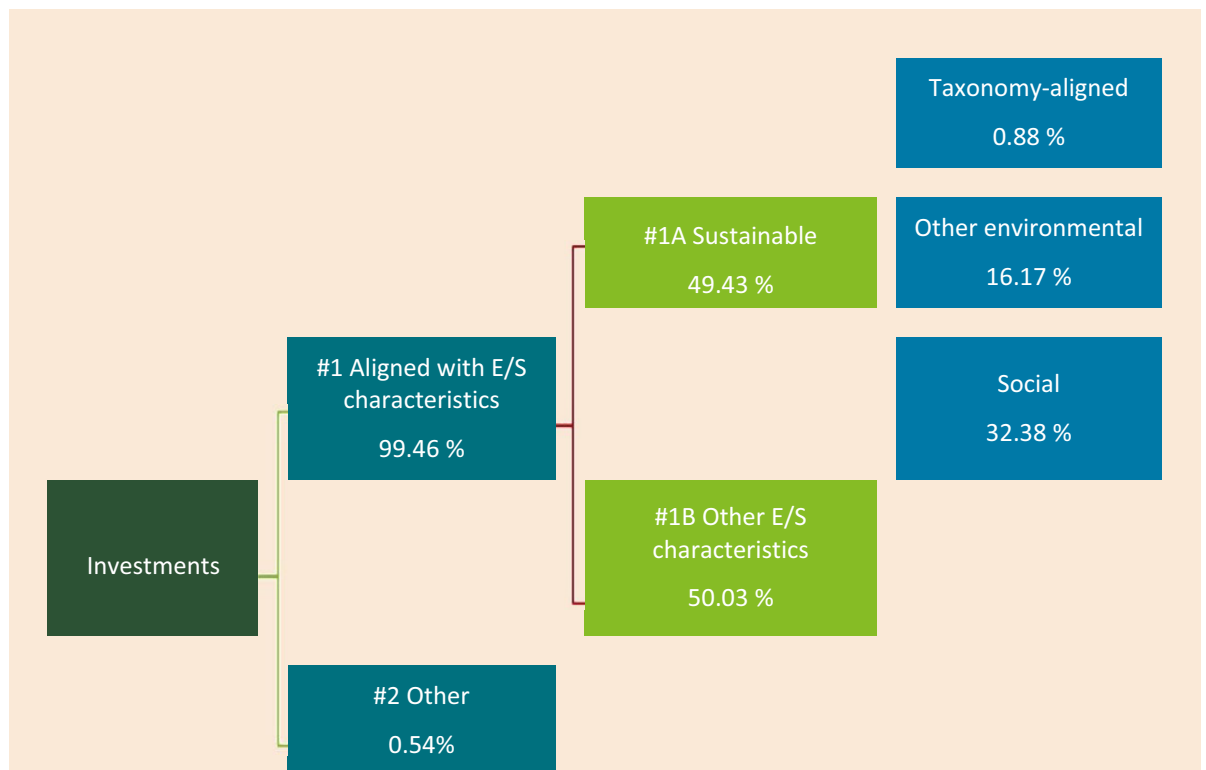 Taxonomy-aligned
0.88 %
#1A Sustainable
49.43 %
Other environmental
16.17 %
#1 Aligned with E/S
characteristics
99.46 %
Social
32.38 %
Investments
#1B Other E/S
characteristics
50.03 %
#2 Other
0.54%